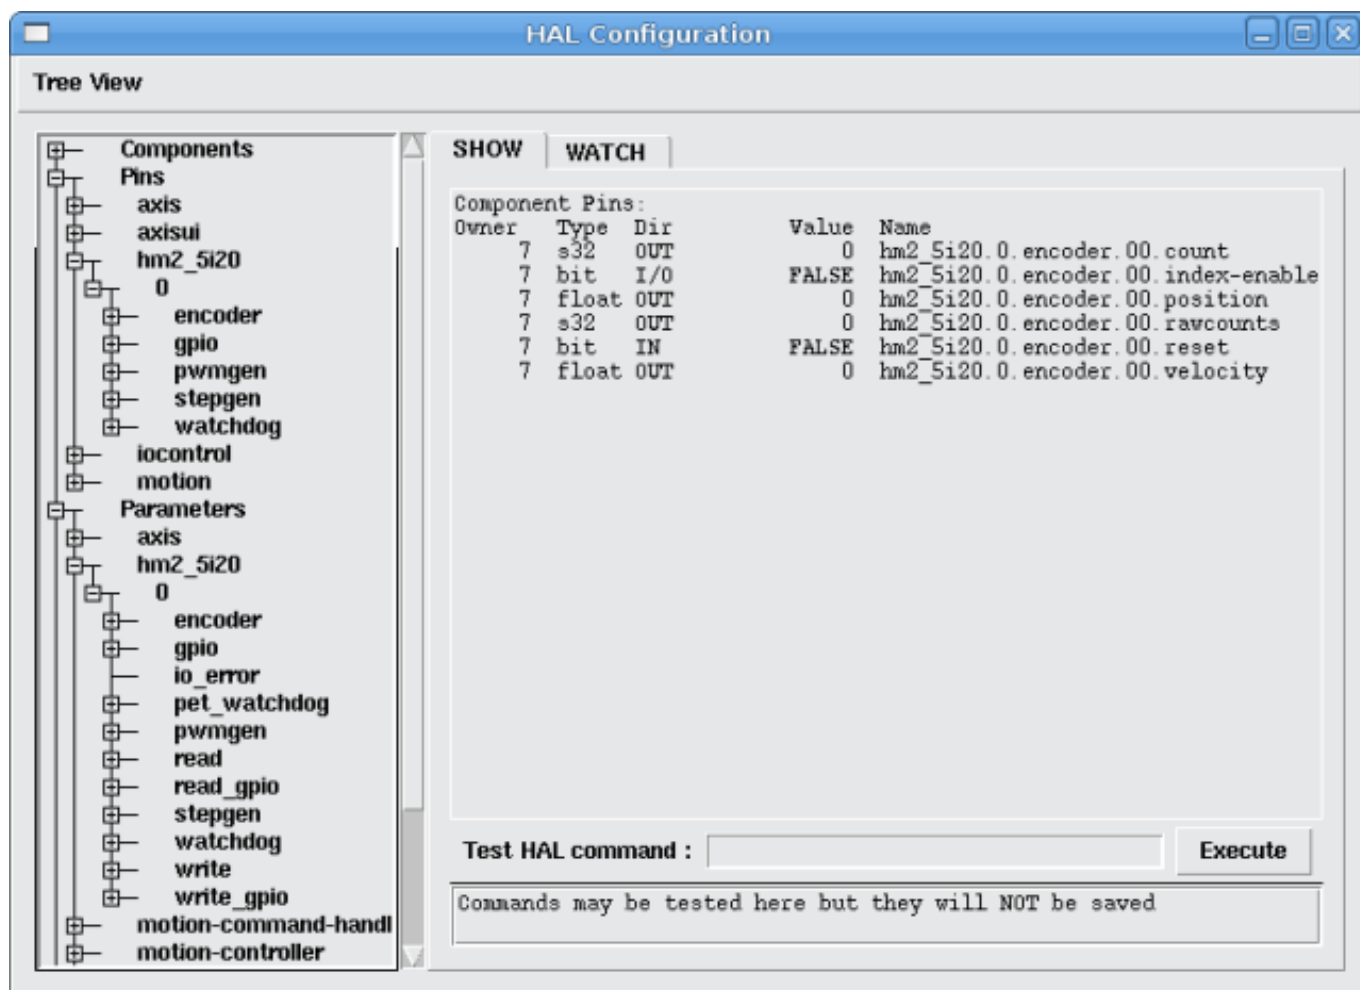 HAL Configuration
Tree View
Components
Pins
axis
axisui
hm2_5i20
0
encoder
gpio
pwmgen
stepgen
watchdog
iocontrol
motion
Parameters
axis
hm2_5i20
0
encoder
gpio
io_error
pet_watchdog
pwmgen
read
read_gpio
stepgen
watchdog
write
write_gpio
motion-command-handl
motion-controller
SHOW WATCH
Component Pins:
Owner Type Dir Value Name
7 s32 OUT 0 hm2_5i20.0.encoder.00.count
7 bit I/O FALSE hm2_5i20.0.encoder.00.index-enable
7 float OUT 0 hm2_5i20.0.encoder.00.position
7 s32 OUT 0 hm2_5i20.0.encoder.00.rawcounts
7 bit IN FALSE hm2_5i20.0.encoder.00.reset
7 float OUT 0 hm2_5i20.0.encoder.00.velocity
Test HAL command : Execute
Commands may be tested here but they will NOT be saved